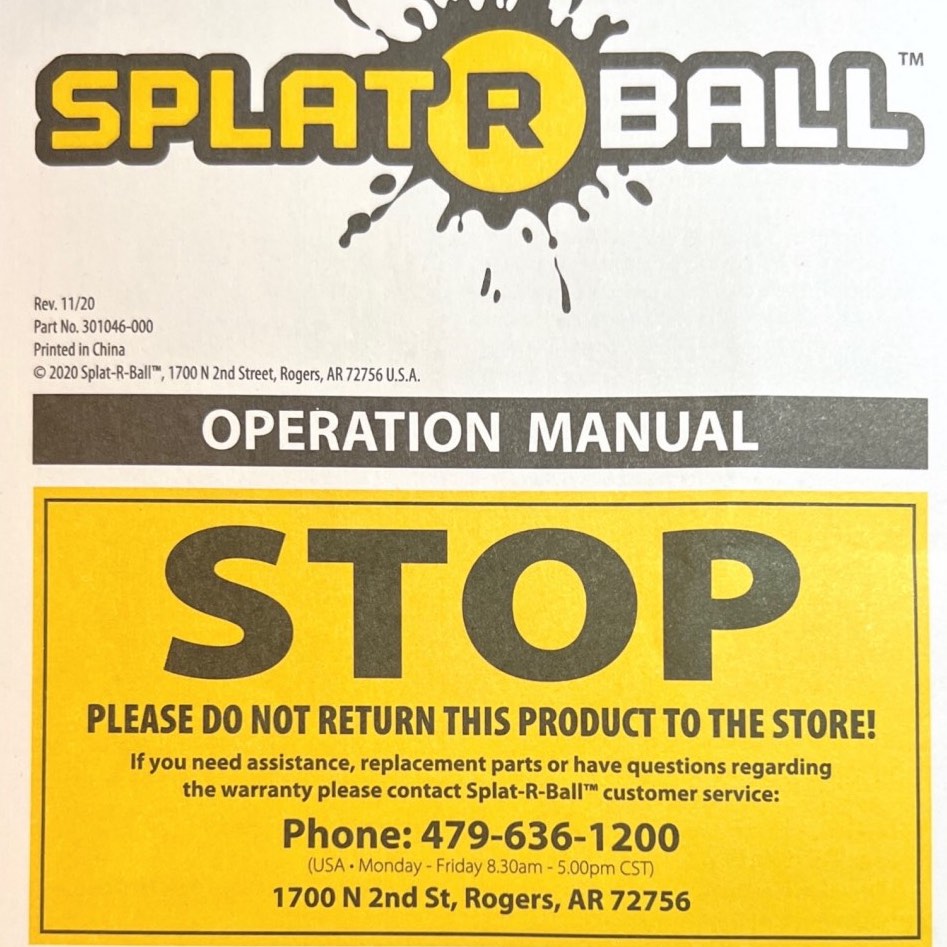 SPLAT R BALL™
Rev. 11/20
Part No. 301046-000
Printed in China
© 2020 Splat-R-Ball™, 1700 N 2nd Street, Rogers, AR 72756 U.S.A.
OPERATION MANUAL
STOP
PLEASE DO NOT RETURN THIS PRODUCT TO THE STORE!
If you need assistance, replacement parts or have questions regarding
the warranty please contact Splat-R-Ball™ customer service:
Phone: 479-636-1200
(USA • Monday - Friday 8.30am - 5.00pm CST)
1700 N 2nd St, Rogers, AR 72756